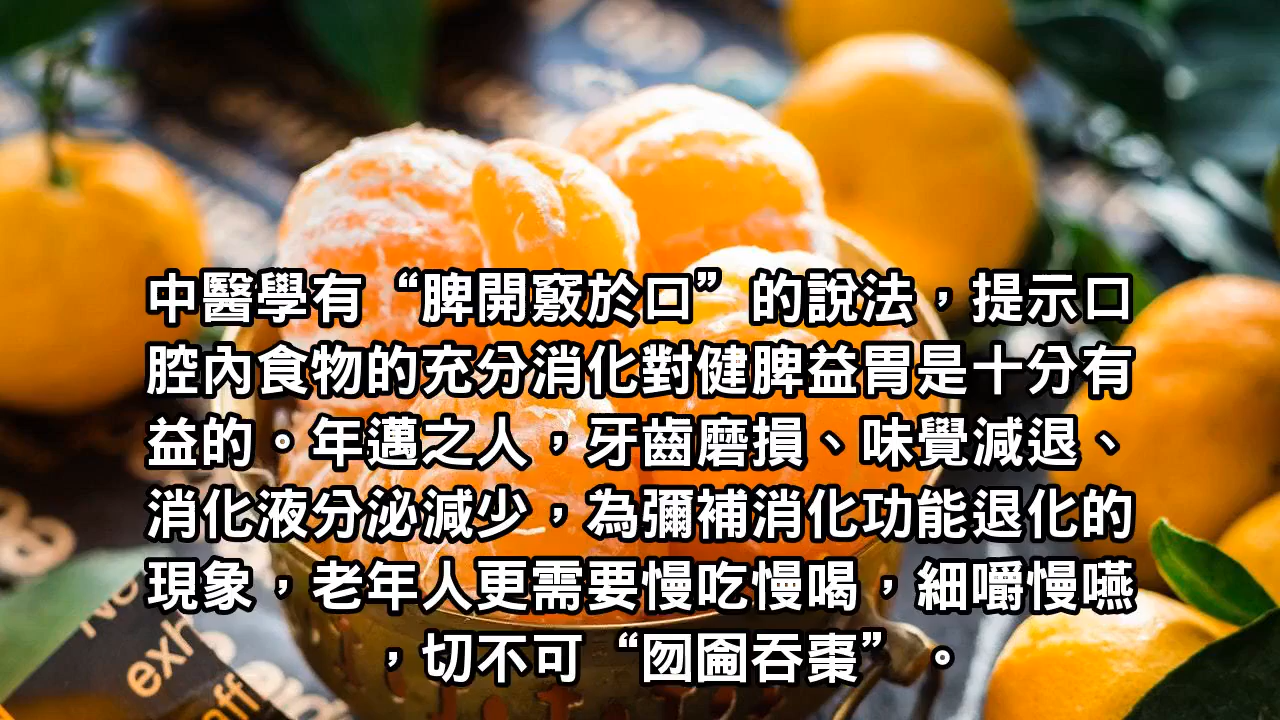 中醫學有“脾開竅於口”的說法，提示口
腔內食物的充分消化對健脾益胃是十分有
益的。年邁之人，牙齒磨損、味覺減退、
消化液分泌減少，為彌補消化功能退化的
現象，老年人更需要慢吃慢喝，細嚼慢嚥
，切不可“囫圇吞棗”。
exh